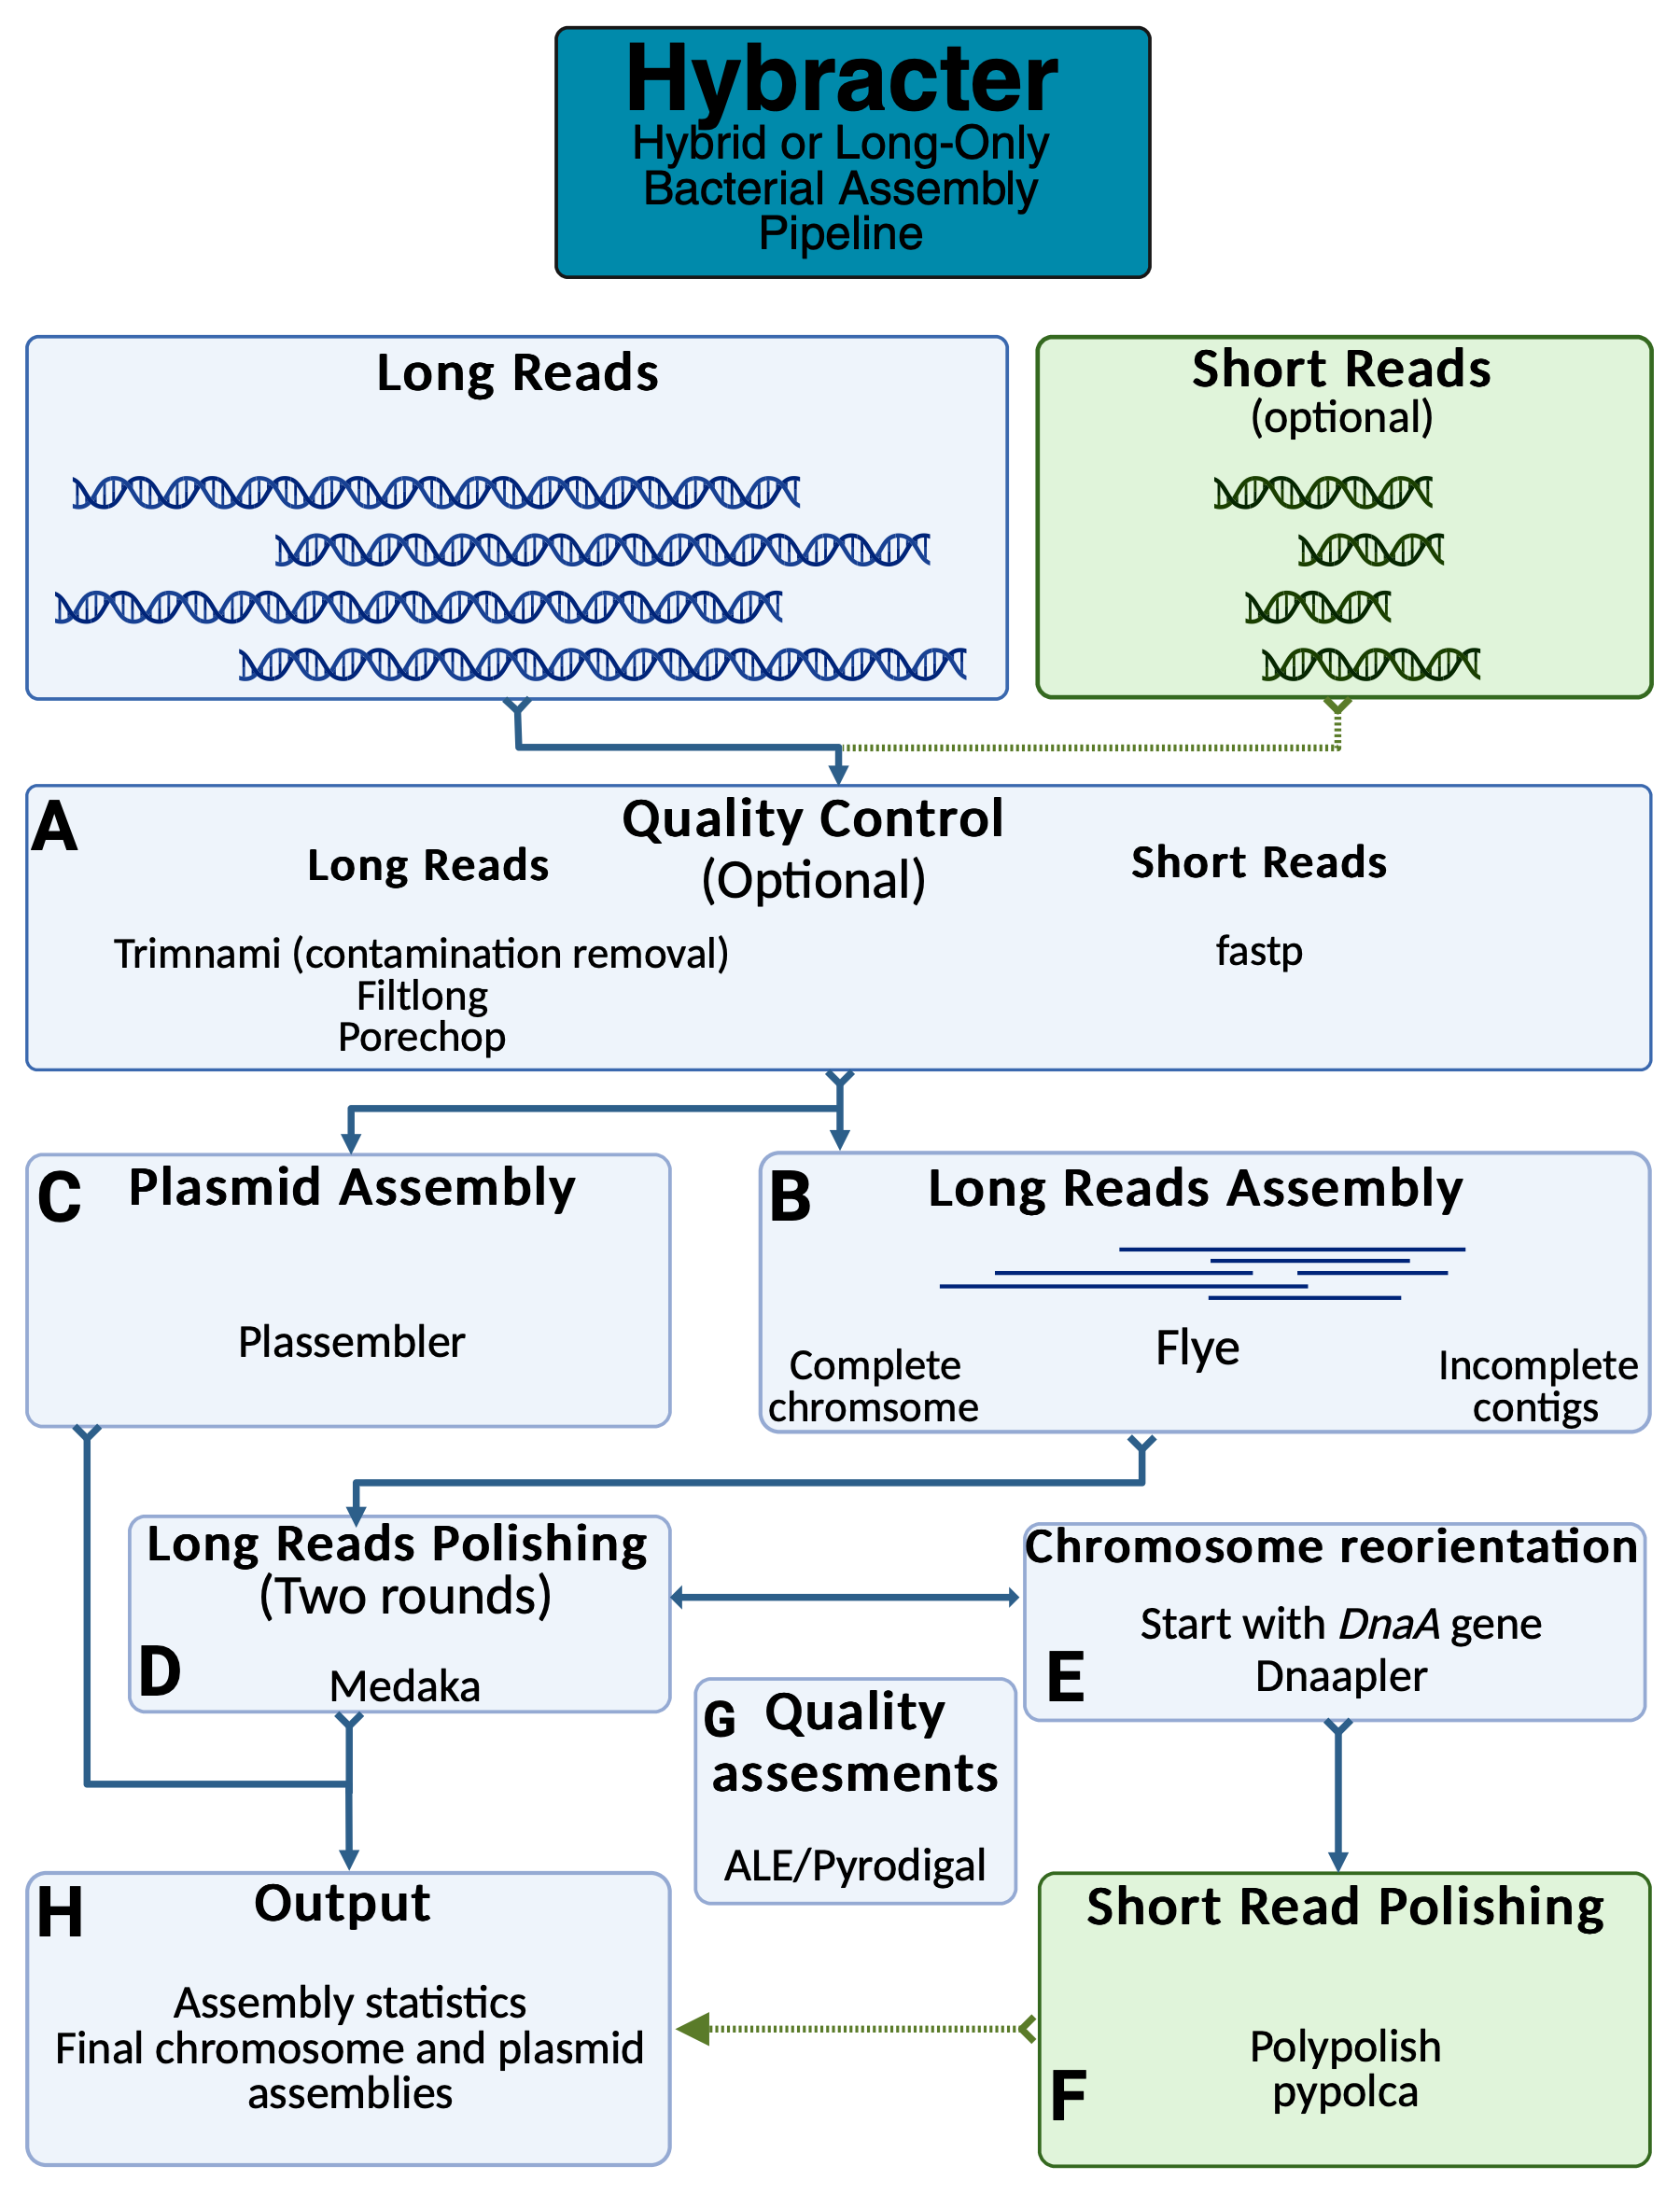 Hybracter
Hybrid or Long-Only
Bacterial Assembly
Pipeline
Long Reads
Short Reads
(optional)
A
Quality Control
(Optional)
Long Reads
Trimnami (contamination removal)
Filtlong
Porechop
Short Reads
fastp
C
Plasmid Assembly
Plassembler
B
Long Reads Assembly
Flye
Complete
chromsome
Incomplete
contigs
Long Reads Polishing
(Two rounds)
D
Medaka
Chromosome reorientation
Start with DnaA gene
E
Dnaapler
G
Quality
assesments
ALE/Pyrodigal
H
Output
Assembly statistics
Final chromosome and plasmid
assemblies
Short Read Polishing
Polypolish
pypolca
F